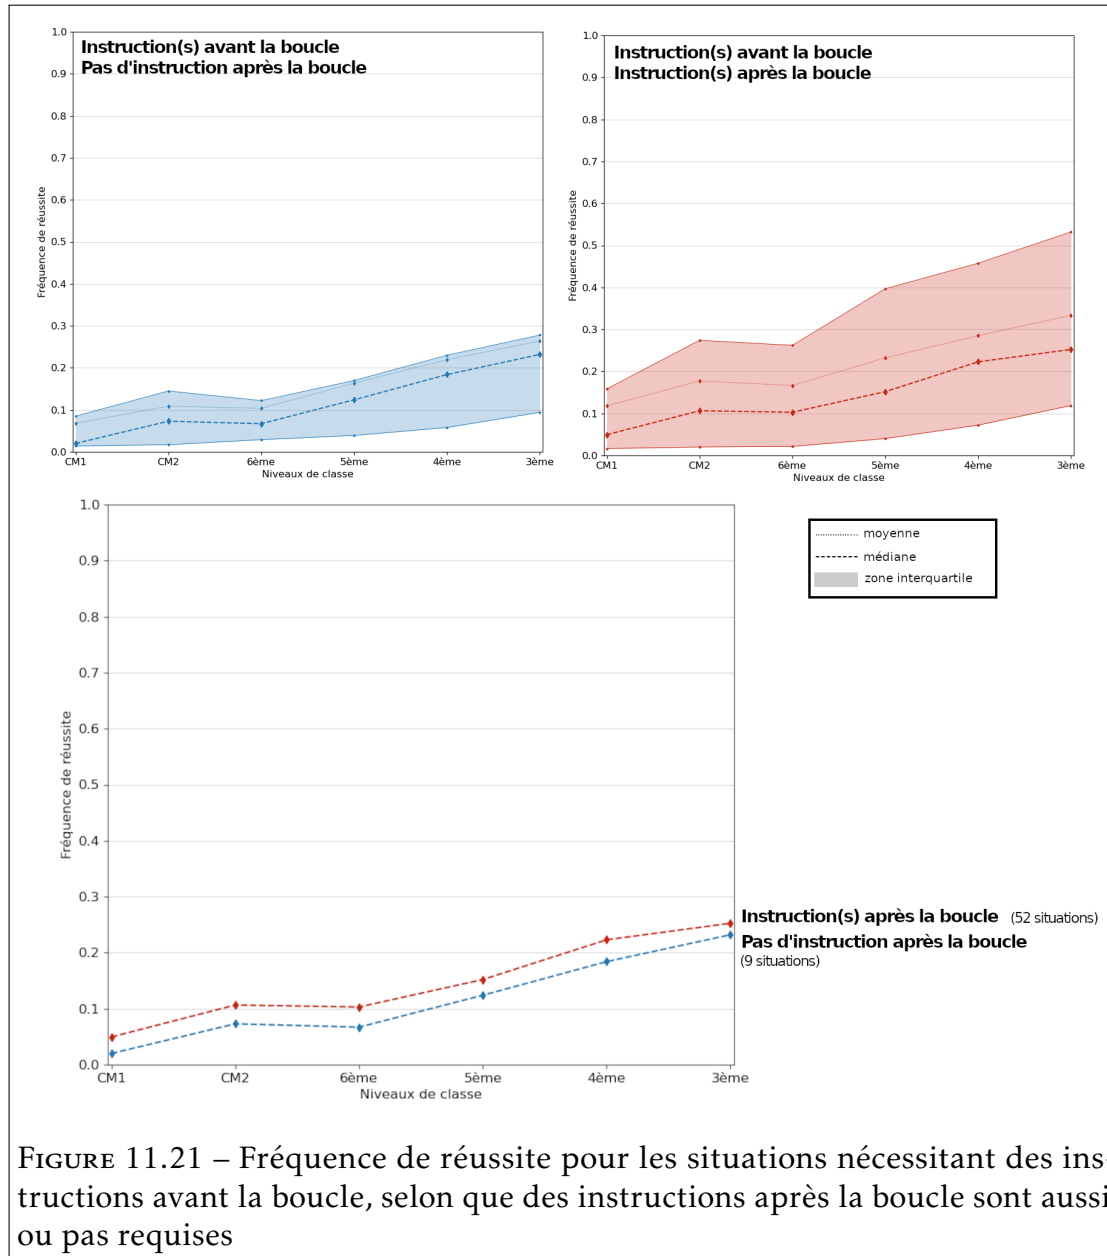 Instruction(s) avant la boucle
Pas d'instruction après la boucle
1.0
0.9
0.8
0.7
0.6
0.5
0.4
0.3
0.2
0.1
0.0
Fréquence de réussite
CM1 CM2 6ème 5ème 4ème 3ème
Niveaux de classe
Instruction(s) avant la boucle
Instruction(s) après la boucle
1.0
0.9
0.8
0.7
0.6
0.5
0.4
0.3
0.2
0.1
0.0
Fréquence de réussite
CM1 CM2 6ème 5ème 4ème 3ème
Niveaux de classe
moyenne
médiane
zone interquartile
1.0
0.9
0.8
0.7
0.6
0.5
0.4
0.3
0.2
0.1
0.0
Fréquence de réussite
CM1 CM2 6ème 5ème 4ème 3ème
Niveaux de classe
Instruction(s) après la boucle (52 situations)
Pas d'instruction après la boucle
(9 situations)
FIGURE 11.21 – Fréquence de réussite pour les situations nécessitant des ins-
tructions avant la boucle, selon que des instructions après la boucle sont aussi
ou pas requises